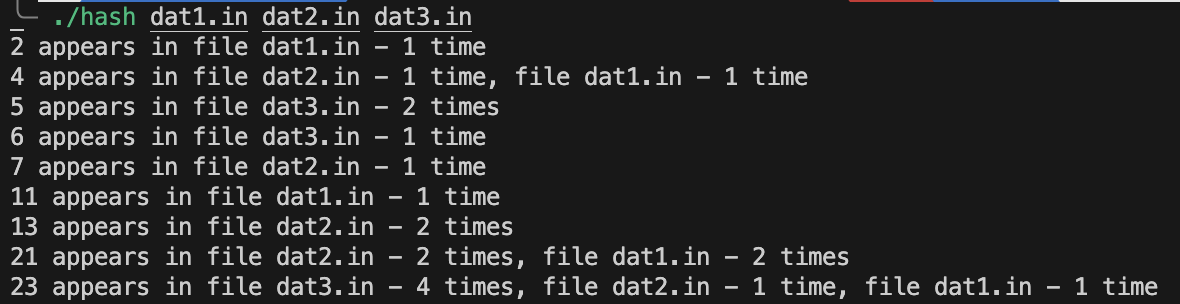 ./hash dat1.in dat2.in dat3.in
2 appears in file dat1.in - 1 time
4 appears in file dat2.in - 1 time, file dat1.in - 1 time
5 appears in file dat3.in - 2 times
6 appears in file dat3.in - 1 time
7 appears in file dat2.in - 1 time
11 appears in file dat1.in - 1 time
13 appears in file dat2.in - 2 times
21 appears in file dat2.in - 2 times, file dat1.in - 2 times
23 appears in file dat3.in - 4 times, file dat2.in - 1 time, file dat1.in - 1 time